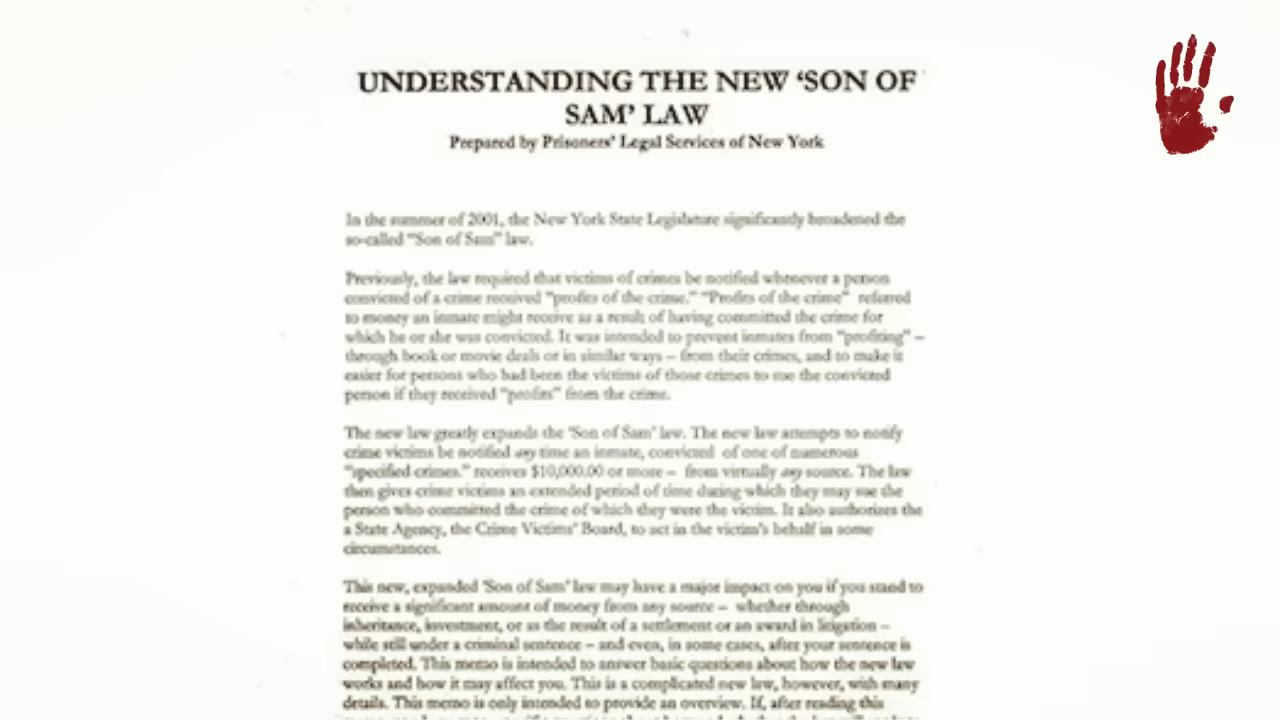 UNDERSTANDING THE NEW ‘SON OF
SAM’ LAW
Prepared by Prisoners’ Legal Services of New York
In the summer of 2001, the New York State Legislature significantly broadened the
so-called "Son of Sam" law.
Previously, the law required that victims of crimes be notified whenever a person
convicted of a crime received "profits of the crime." "Profits of the crime" referred
to money an inmate might receive as a result of having committed the crime for
which he or she was convicted. It was intended to prevent inmates from "profiting" –
through book or movie deals or in similar ways – from their crimes, and to make it
easier for persons who had been the victims of those crimes to sue the convicted
person if they received "profits" from the crime.
The new law greatly expands the ‘Son of Sam’ law. The new law attempts to notify
crime victims be notified any time an inmate, convicted of one of numerous
"specified crimes." receives $10,000.00 or more – from virtually any source. The law
then gives crime victims an extended period of time during which they may sue the
person who committed the crime of which they were the victim. It also authorizes the
a State Agency, the Crime Victims’ Board, to act in the victim’s behalf in some
circumstances.
This new, expanded ‘Son of Sam’ law may have a major impact on you if you stand to
receive a significant amount of money from any source – whether through
inheritance, investment, or as the result of a settlement or an award in litigation –
while still under a criminal sentence – and even, in some cases, after your sentence is
completed. This memo is intended to answer basic questions about how the new law
works and how it may affect you. This is a complicated new law, however, with many
details. This memo is only intended to provide an overview. If, after reading this